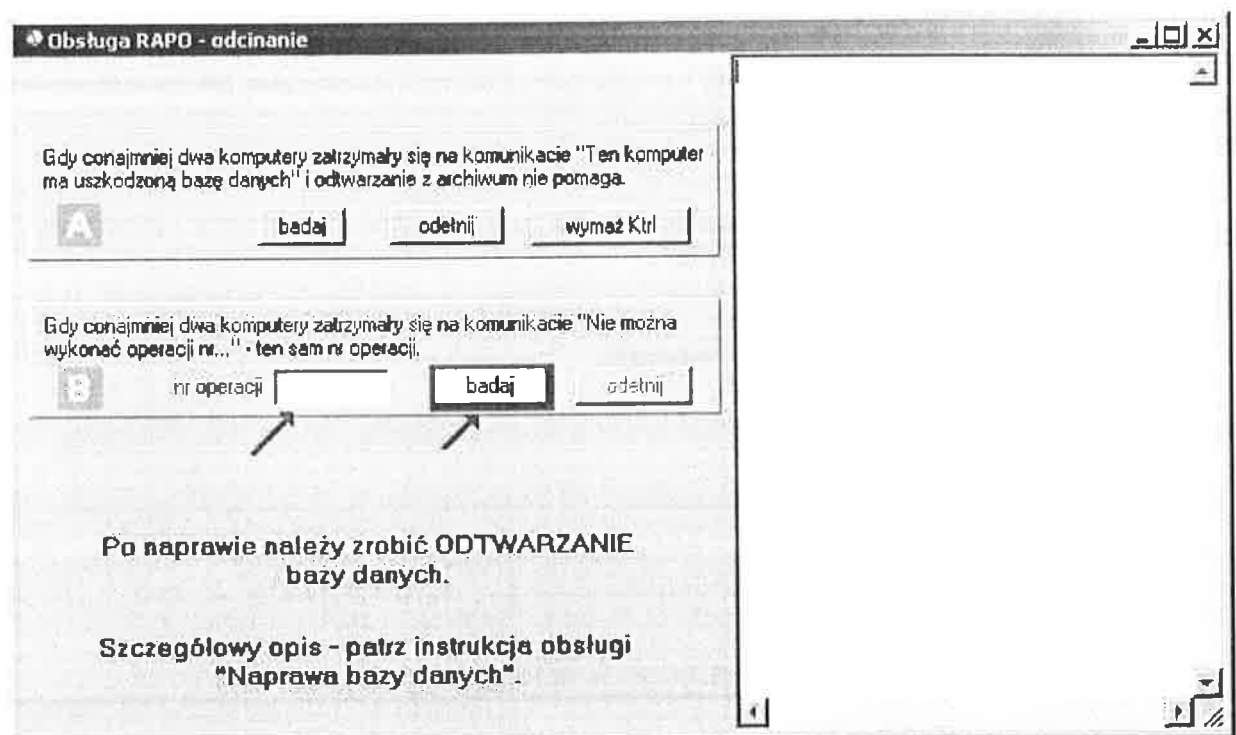 Obsługa RAPO - odcinanie
Gdy conajmniej dwa komputery zatrzymały się na komunikacie "Ten komputer
ma uszkodzoną bazę danych" i odtwarzanie z archiwum nie pomaga.
A badaj odetnij wymaż Ktrl
Gdy conajmniej dwa komputery zatrzymały się na komunikacie "Nie można
wykonać operacji nr..." - ten sam nr operacji.
B nr operacji badaj odetnij
Po naprawie należy zrobić ODTWARZANIE
bazy danych.
Szczegółowy opis - patrz instrukcja obsługi
"Naprawa bazy danych".